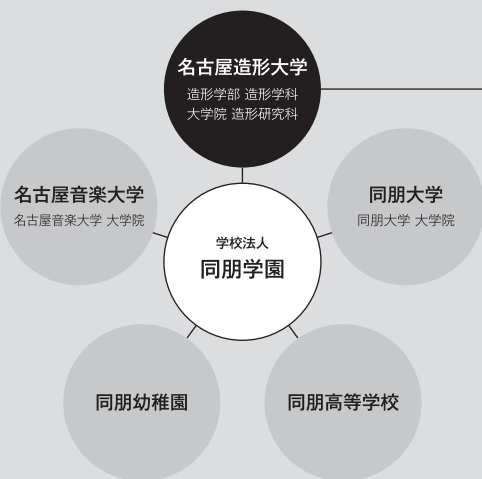 名古屋造形大学
造形学部 造形学科
大学院 造形研究科
名古屋音楽大学
名古屋音楽大学 大学院
同朋大学
同朋大学 大学院
学校法人
同朋学園
同朋幼稚園
同朋高等学校